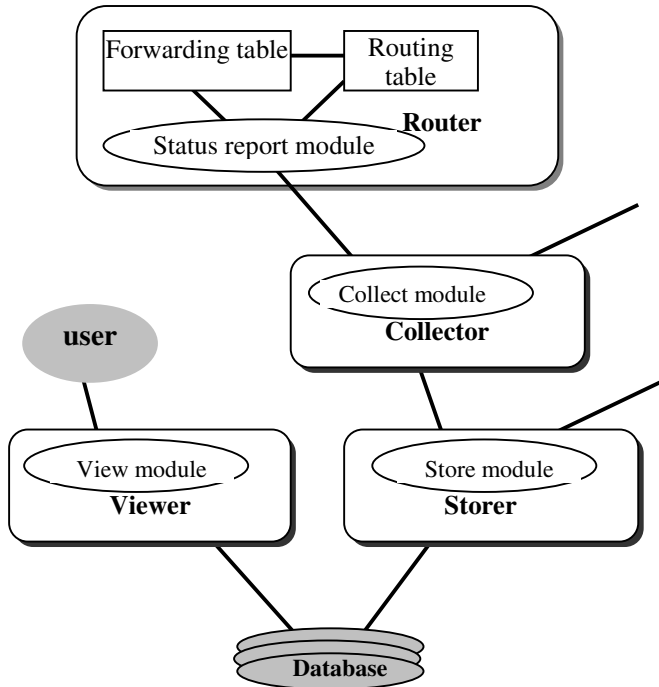 Forwarding table
Routing
table
Router
Status report module
Collect module
Collector
user
View module
Viewer
Store module
Storer
Database